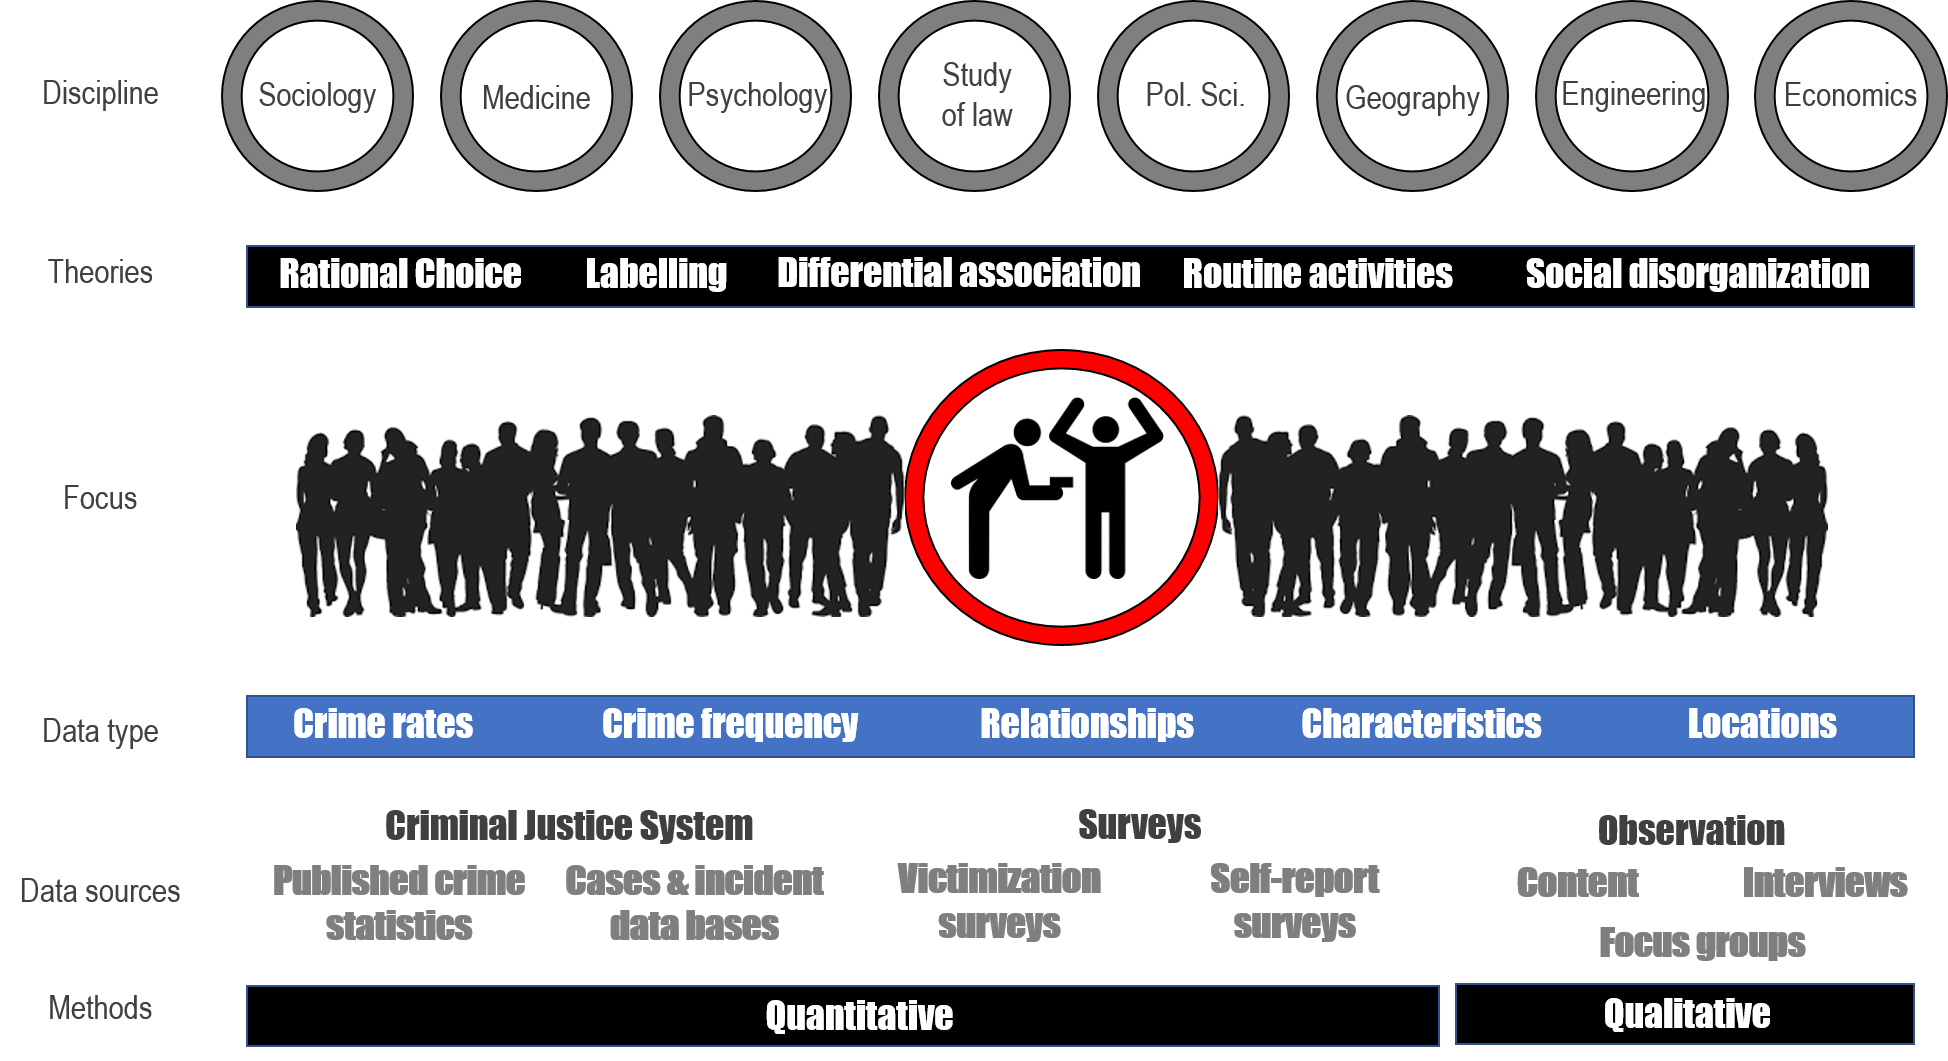 Discipline
Sociology
Medicine
Psychology
Study
of law
Pol. Sci.
Geography
Engineering
Economics
Theories
Rational Choice
Labelling
Differential association
Routine activities
Social disorganization
Focus
Data type
Crime rates
Crime frequency
Relationships
Characteristics
Locations
Data sources
Criminal Justice System
Published crime
statistics
Cases & incident
data bases
Surveys
Victimization
surveys
Self-report
surveys
Observation
Content
Interviews
Focus groups
Methods
Quantitative
Qualitative